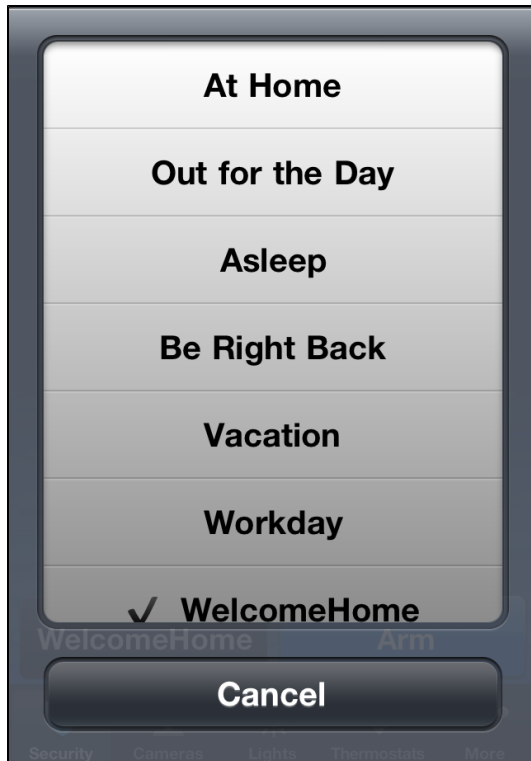 At Home
Out for the Day
Asleep
Be Right Back
Vacation
Workday
✓ WelcomeHome
WelcomeHome Arm
Cancel
Security Cameras Lights Thermostats More